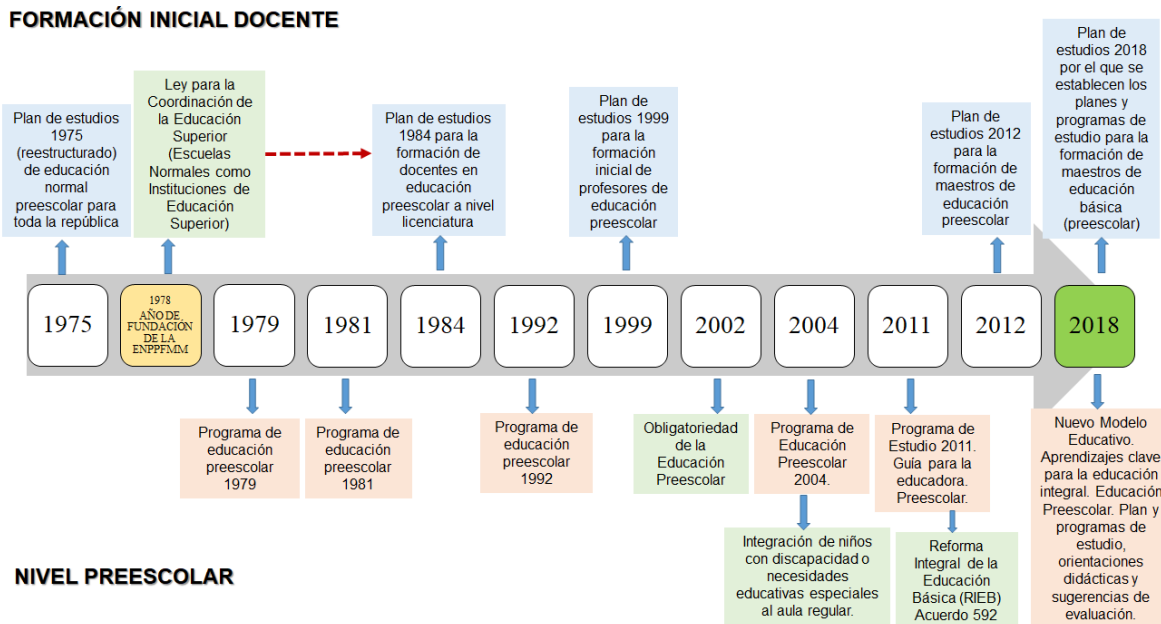 FORMACIÓN INICIAL DOCENTE
Plan de estudios
1975
(reestructurado)
de educación
normal
preescolar para
toda la república
Ley para la
Coordinación de
la Educación
Superior
(Escuelas
Normales como
Instituciones de
Educación
Superior)
Plan de estudios
1984 para la
formación de
docentes en
educación
preescolar a nivel
licenciatura
Plan de
estudios 1999
para la
formación
inicial de
profesores de
educación
preescolar
Plan de
estudios 2012
para la
formación de
maestros de
educación
preescolar
Plan de
estudios 2018
por el que se
establecen los
planes y
programas de
estudio para la
formación de
maestros de
educación
básica
(preescolar)
1975
1978
AÑO DE
FUNDACIÓN
DE LA
ENPPFMM
1979
1981
1984
1992
1999
2002
2004
2011
2012
2018
Programa de
educación
preescolar
1979
Programa de
educación
preescolar
1981
Programa de
educación
preescolar
1992
Obligatoriedad
de la
Educación
Preescolar
Programa de
Educación
Preescolar
2004.
Programa de
Estudio 2011.
Guía para la
educadora.
Preescolar.
Nuevo Modelo
Educativo.
Aprendizajes clave
para la educación
integral. Educación
Preescolar. Plan y
programas de
estudio,
orientaciones
didácticas y
sugerencias de
evaluación.
Integración de niños
con discapacidad o
necesidades
educativas especiales
al aula regular.
Reforma
Integral de la
Educación
Básica (RIEB)
Acuerdo 592
NIVEL PREESCOLAR